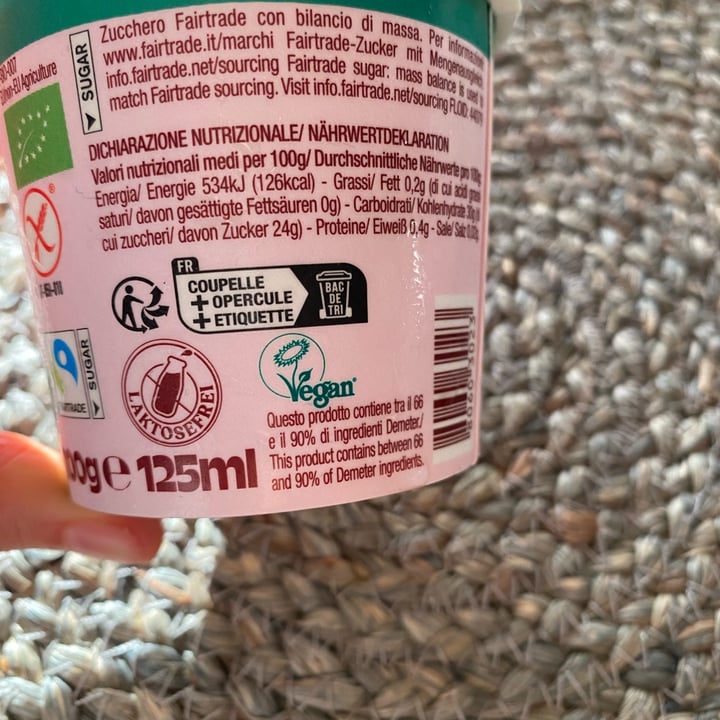 Zucchero Fairtrade con bilancio di massa. Per informazioni
www.fairtrade.it/marchi Fairtrade-Zucker mit Mengenausgleich,
info.fairtrade.net/sourcing Fairtrade sugar: mass balance is used to
match Fairtrade sourcing. Visit info.fairtrade.net/sourcing FLOID
SUGAR
Agriculture
DICHIARAZIONE NUTRIZIONALE/ NÄHRWERTDEKLARATION
Valori nutrizionali medi per 100g/ Durchschnittliche Nährwerte pro 100g
Energia/ Energie 534kJ (126kcal) - Grassi/ Fett 0,2g (di cui acidi grassi
saturi/ davon gesättigte Fettsäuren 0g) - Carboidrati/ Kohlenhydrate
cui zuccheri/ davon Zucker 24g) - Proteine/ Eiweiß 0,4g - Sale/ Salz
FR
COUPELLE
+ OPERCULE
+ ETIQUETTE
BAC
DE
TRI
SUGAR
LAKTOSEFREI
Vegan
Questo prodotto contiene tra il 66
e il 90% di ingredienti Demeter./
This product contains between 66
and 90% of Demeter ingredients.
℮ 125ml